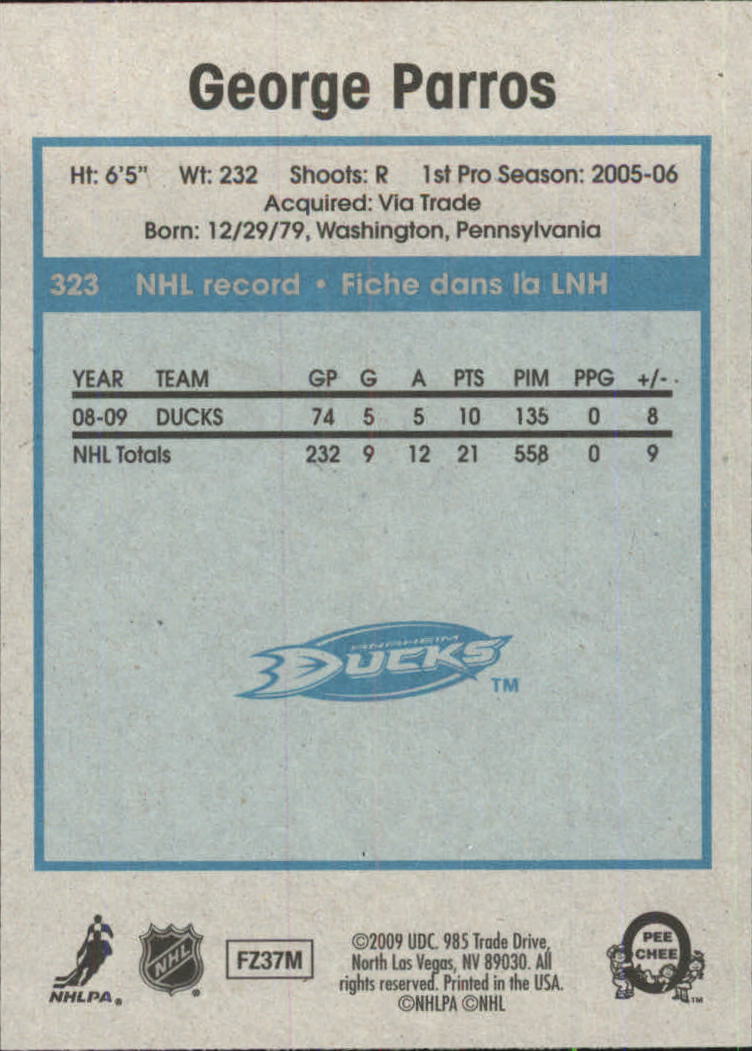 George Parros
Ht: 6'5" Wt: 232 Shoots: R 1st Pro Season: 2005-06
Acquired: Via Trade
Born: 12/29/79, Washington, Pennsylvania
323 NHL record • Fiche dans la LNH
YEAR TEAM GP G A PTS PIM PPG +/-
08-09 DUCKS 74 5 5 10 135 0 8
NHL Totals 232 9 12 21 558 0 9
ANAHEIM
DUCKS
TM
NHLPA®
NHL®
FZ37M
©2009 UDC. 985 Trade Drive,
North Las Vegas, NV 89030. All
rights reserved. Printed in the USA.
©NHLPA ©NHL
O
PEE
CHEE
TM